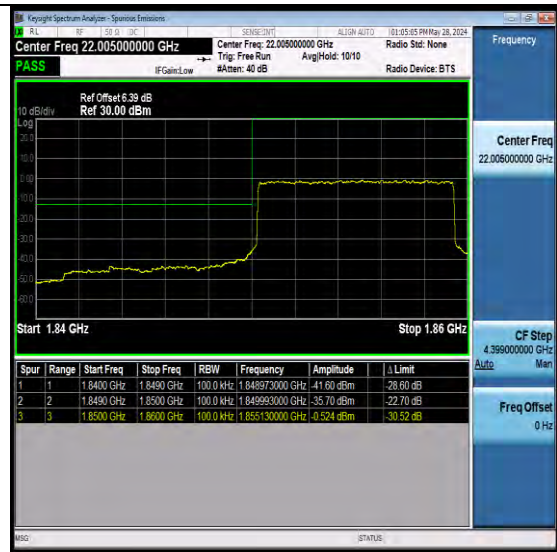 Keysight Spectrum Analyzer - Spurious Emissions
RL RF 50 Ω DC SENSE:INT ALIGN AUTO 01:05:05 PM May 28, 2024
Center Freq 22.005000000 GHz Center Freq: 22.005000000 GHz Radio Std: None
Trig: Free Run Avg|Hold: 10/10
PASS IFGain:Low #Atten: 40 dB Radio Device: BTS
Ref Offset 6.39 dB
10 dB/div Ref 30.00 dBm
Log
20.0
10.0
0.00
-10.0
-20.0
-30.0
-40.0
-50.0
-60.0
Start 1.84 GHz Stop 1.86 GHz
Spur Range Start Freq Stop Freq RBW Frequency Amplitude Δ Limit
1 1 1.8400 GHz 1.8490 GHz 100.0 kHz 1.848973000 GHz -41.60 dBm -28.60 dB
2 2 1.8490 GHz 1.8500 GHz 100.0 kHz 1.849993000 GHz -35.70 dBm -22.70 dB
3 3 1.8500 GHz 1.8600 GHz 100.0 kHz 1.855130000 GHz -0.524 dBm -30.52 dB
MSG STATUS
Frequency
Center Freq
22.005000000 GHz
CF Step
4.399000000 GHz
Auto Man
Freq Offset
0 Hz